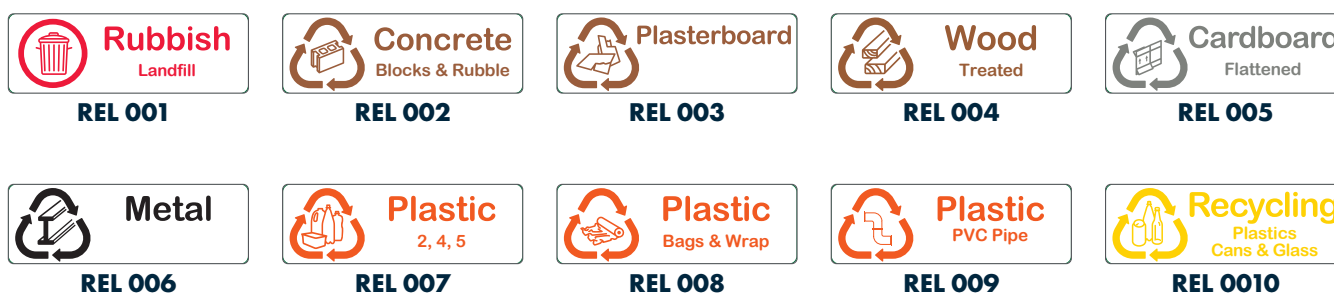 Rubbish
Landfill
REL 001
Concrete
Blocks & Rubble
REL 002
Plasterboard
REL 003
Wood
Treated
REL 004
Cardboard
Flattened
REL 005
Metal
REL 006
Plastic
2, 4, 5
REL 007
Plastic
Bags & Wrap
REL 008
Plastic
PVC Pipe
REL 009
Recycling
Plastics
Cans & Glass
REL 0010